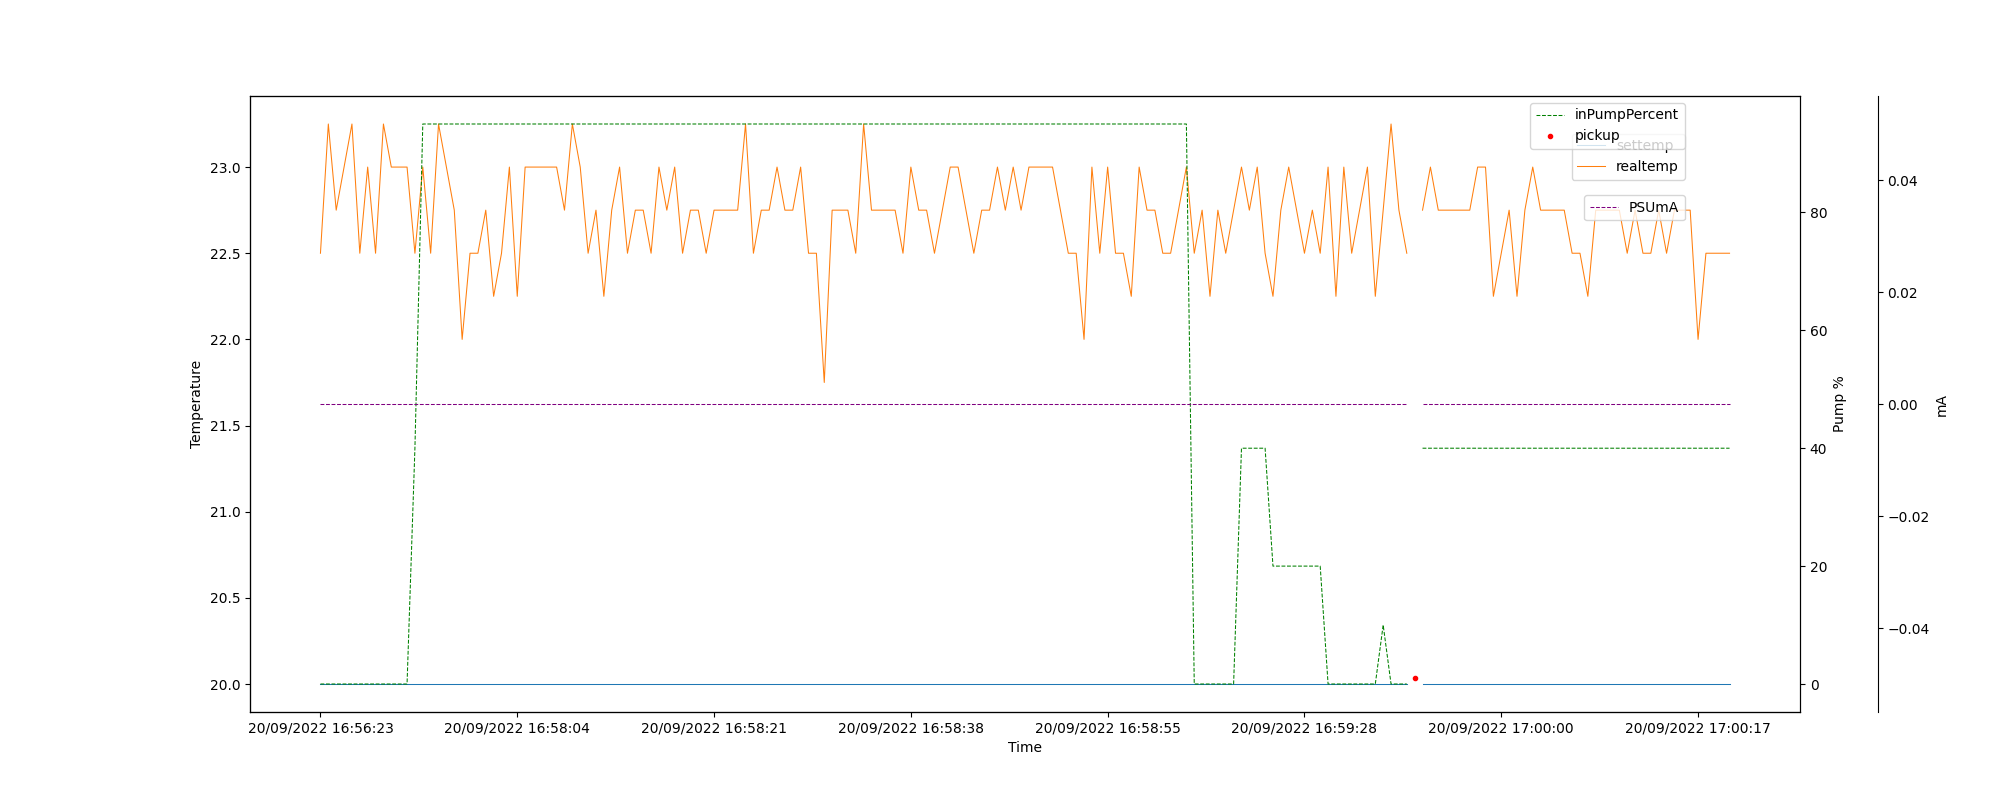 inPumpPercent
pickup
settemp
realtemp
PSUmA
23.0
22.5
22.0
21.5
21.0
20.5
20.0
Temperature
80
60
40
20
0
Pump %
0.04
0.02
0.00
−0.02
−0.04
mA
20/09/2022 16:56:23
20/09/2022 16:58:04
20/09/2022 16:58:21
20/09/2022 16:58:38
20/09/2022 16:58:55
20/09/2022 16:59:28
20/09/2022 17:00:00
20/09/2022 17:00:17
Time